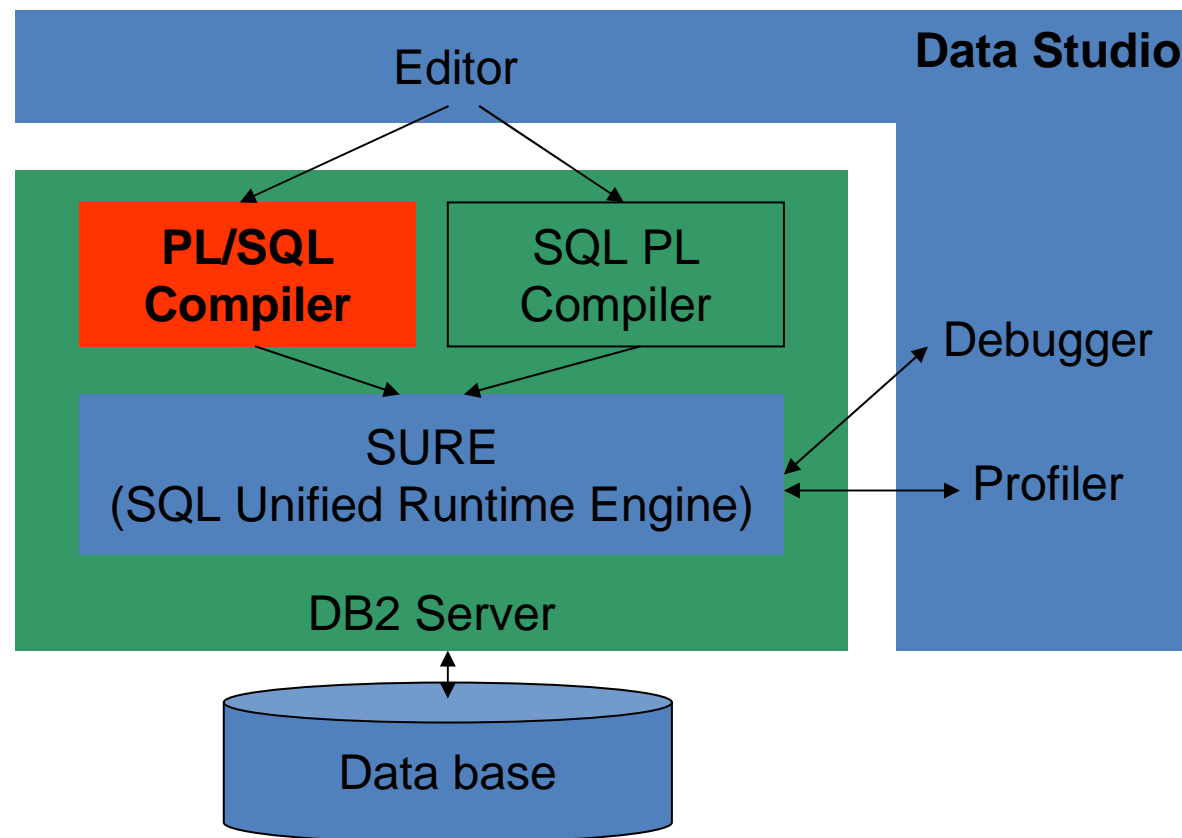 Data Studio
Editor
PL/SQL
Compiler
SQL PL
Compiler
Debugger
SURE
(SQL Unified Runtime Engine)
Profiler
DB2 Server
Data base